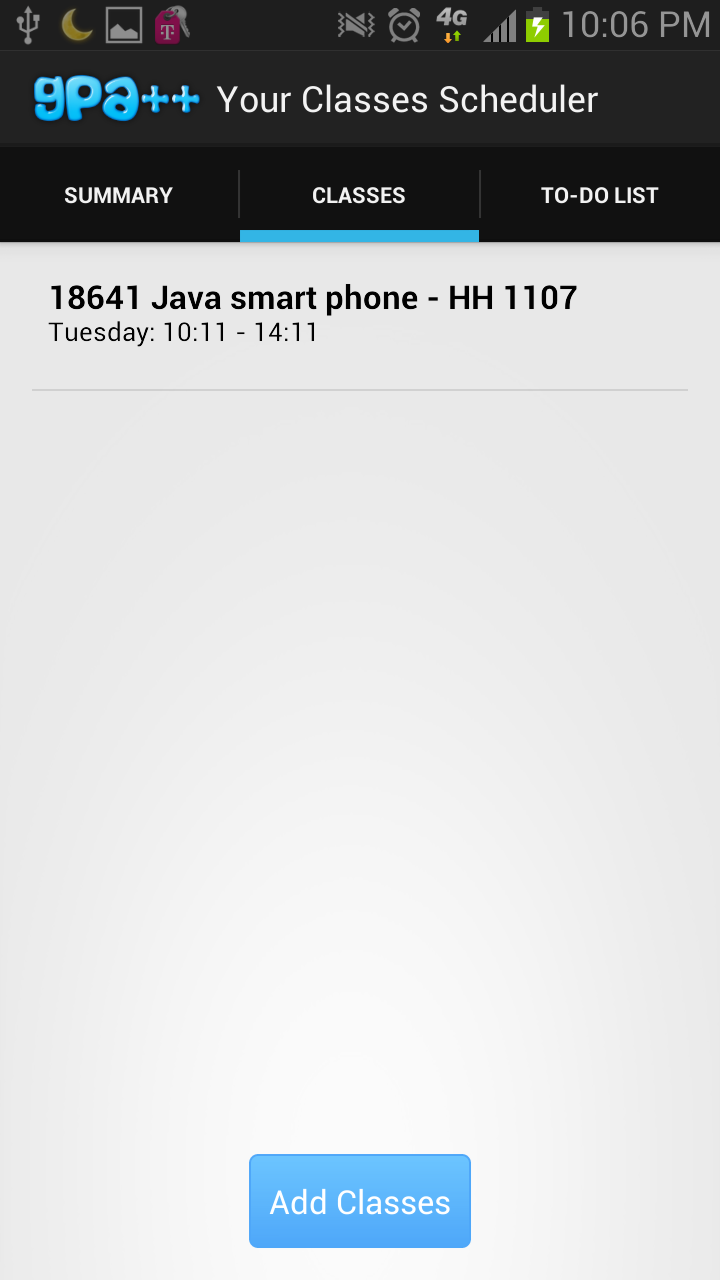 4G 10:06 PM
gpa++ Your Classes Scheduler
SUMMARY CLASSES TO-DO LIST
18641 Java smart phone - HH 1107
Tuesday: 10:11 - 14:11
Add Classes